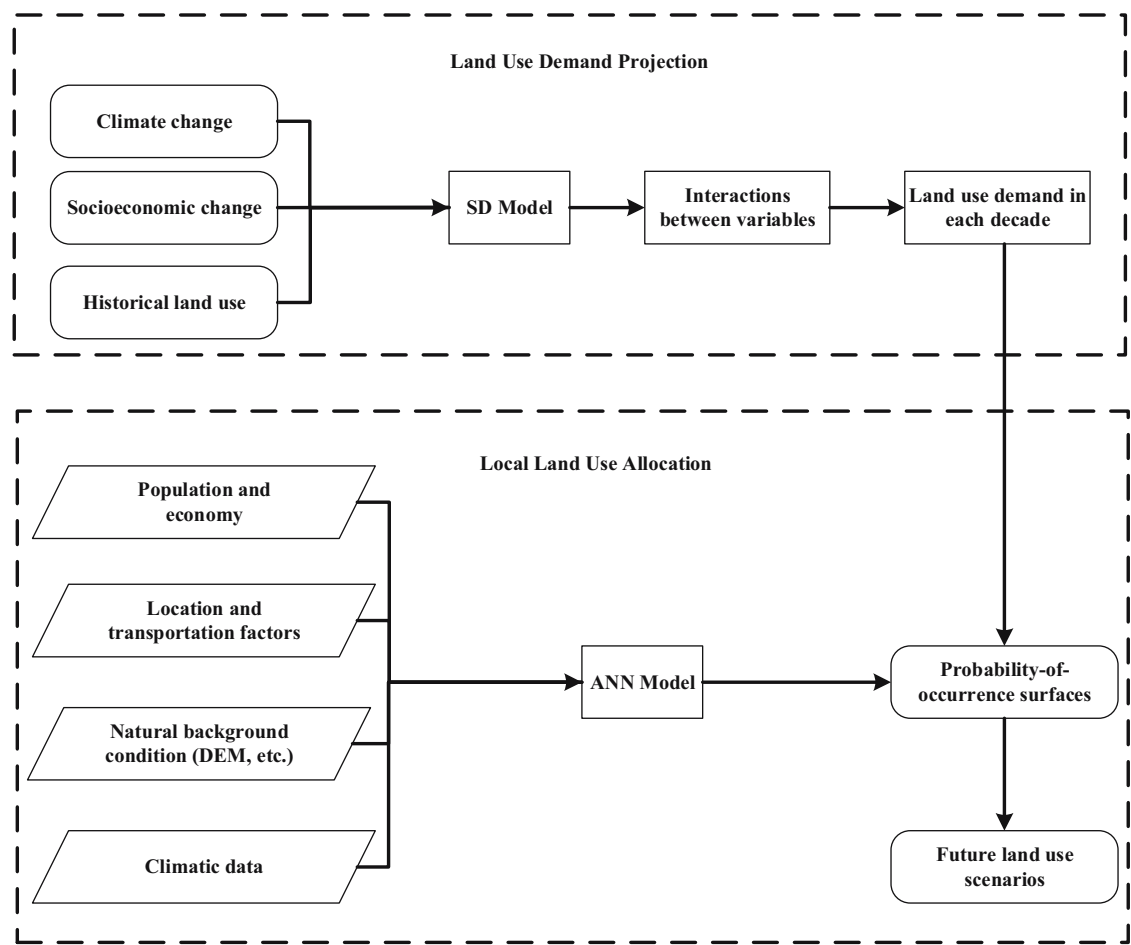 Land Use Demand Projection
Climate change
Socioeconomic change
Historical land use
SD Model
Interactions
between variables
Land use demand in
each decade
Local Land Use Allocation
Population and
economy
Location and
transportation factors
Natural background
condition (DEM, etc.)
Climatic data
ANN Model
Probability-of-
occurrence surfaces
Future land use
scenarios